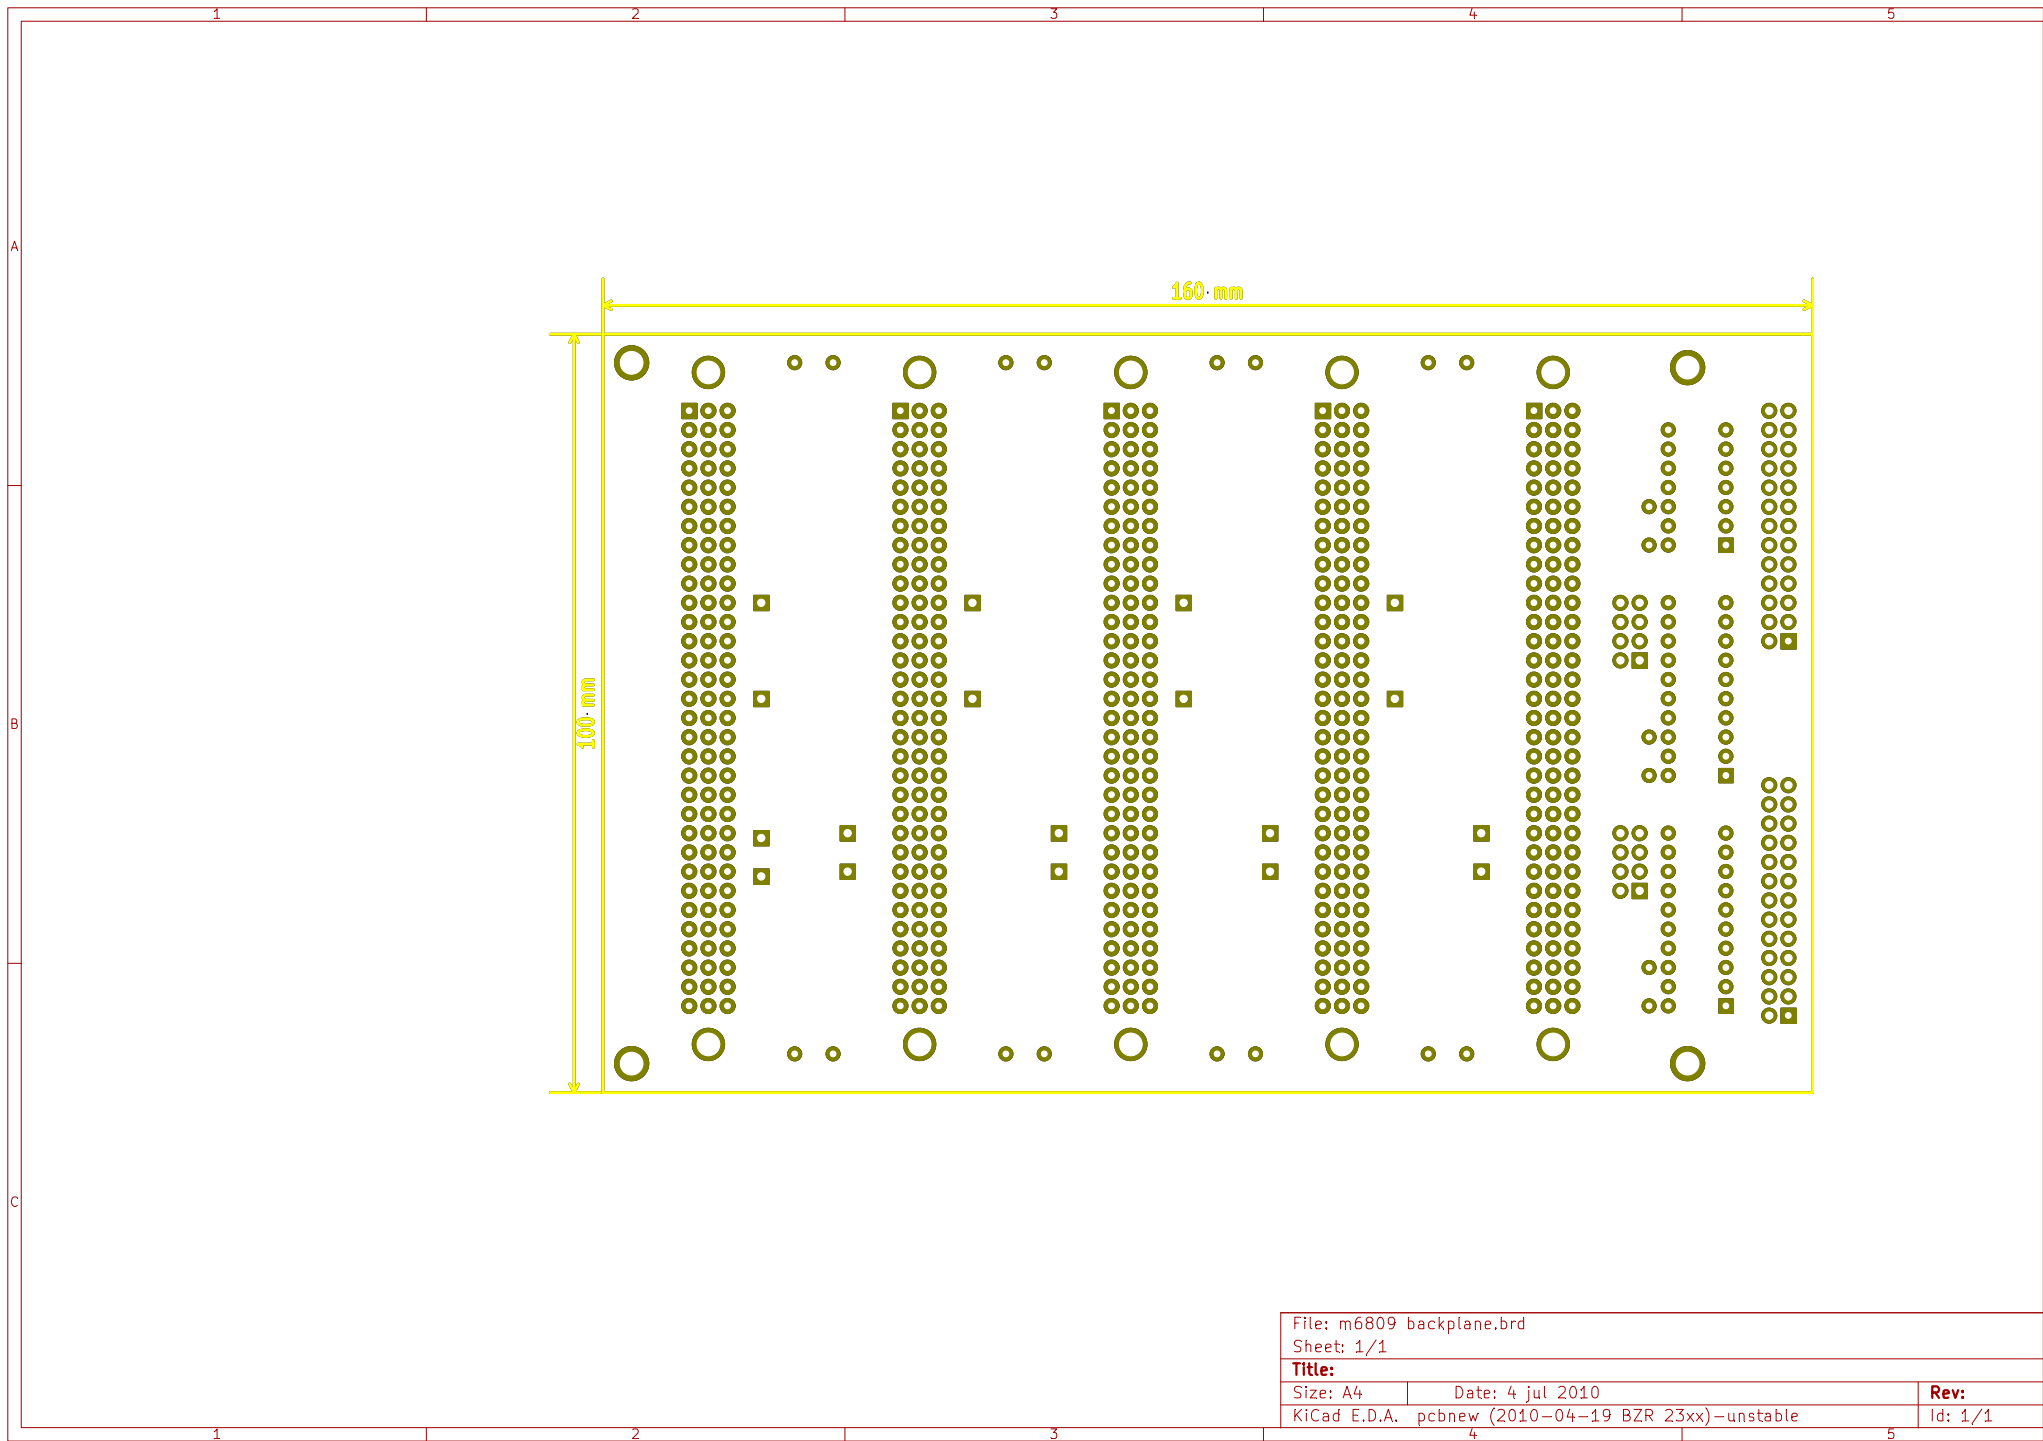 1 2 3 4 5
A
160. mm
B
100. mm
C
File: m6809 backplane.brd
Sheet: 1/1
Title:
Size: A4 Date: 4 jul 2010 Rev:
KiCad E.D.A. pcbnew (2010-04-19 BZR 23xx)-unstable Id: 1/1
1 2 3 4 5